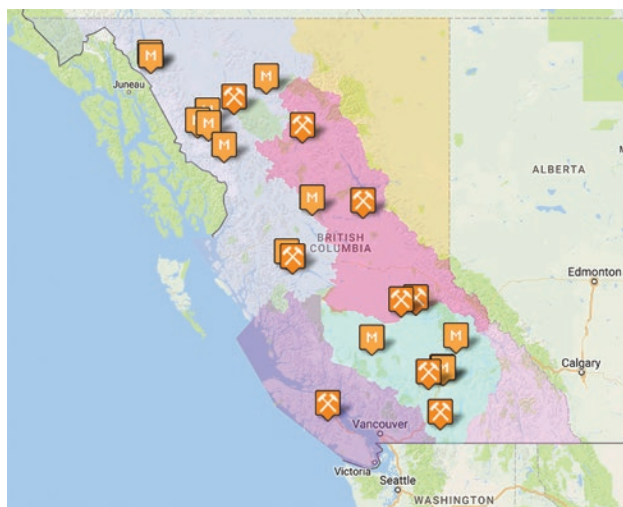 Juneau
M
M
M
M
M
M
ALBERTA
BRITISH
COLUMBIA
Edmonton
M
M
M
Calgary
Vancouver
Victoria
Seattle
WASHINGTON